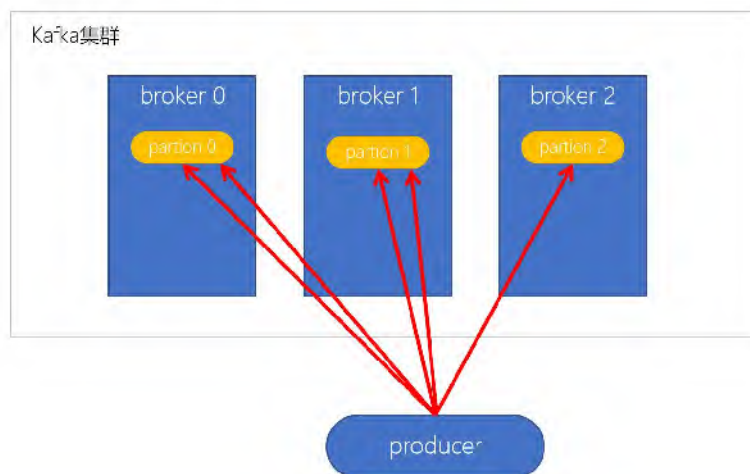 Kafka集群
broker 0
broker 1
broker 2
partion 0
partion 1
partion 2
producer